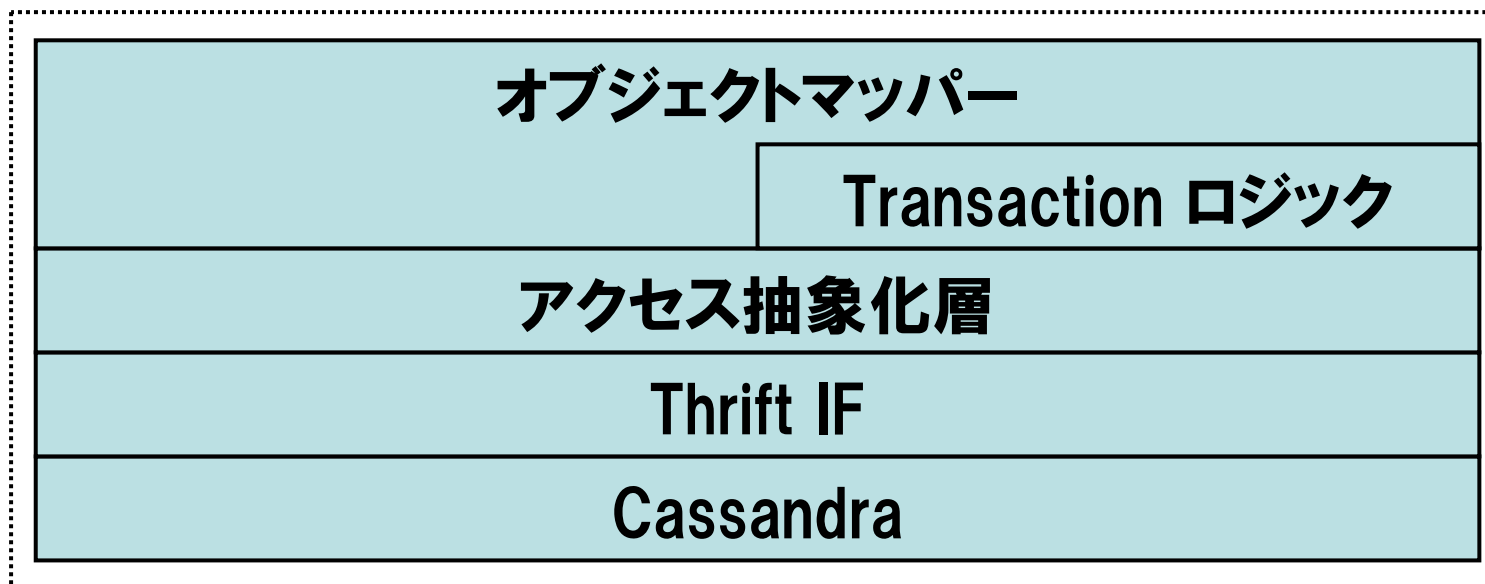 オブジェクトマッパー
Transaction ロジック
アクセス抽象化層
Thrift IF
Cassandra